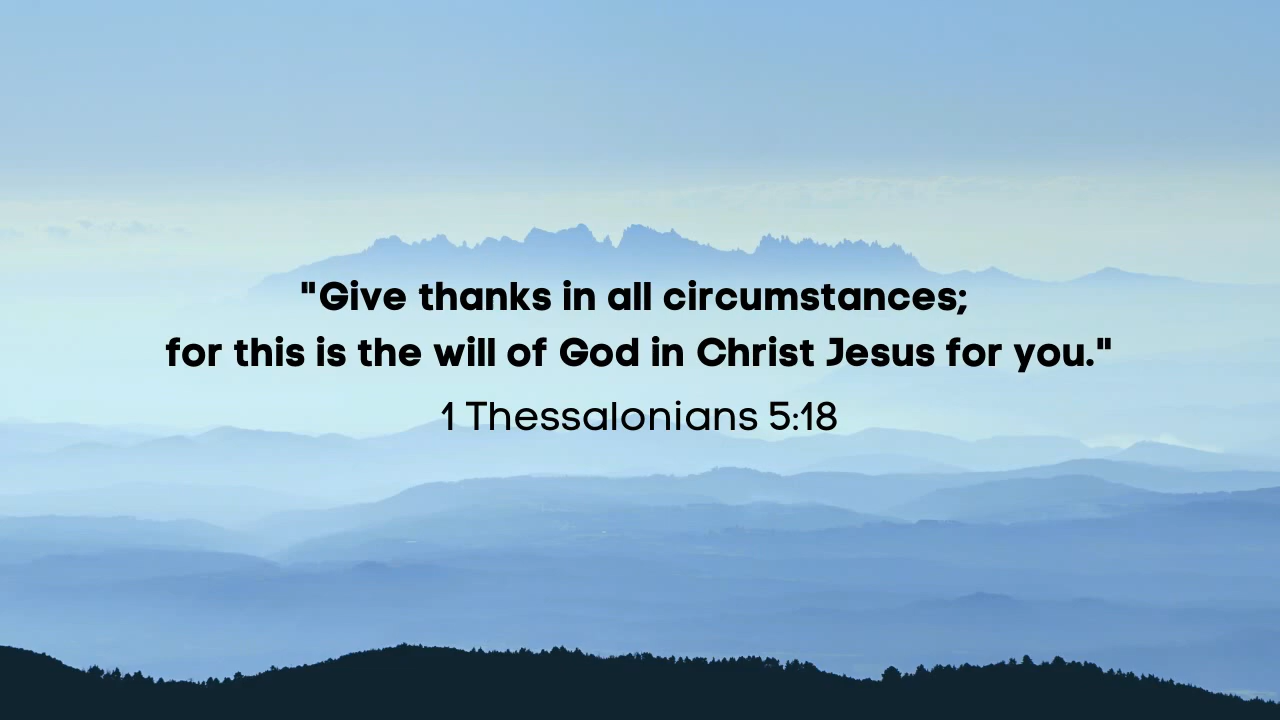 "Give thanks in all circumstances;
for this is the will of God in Christ Jesus for you."
1 Thessalonians 5:18